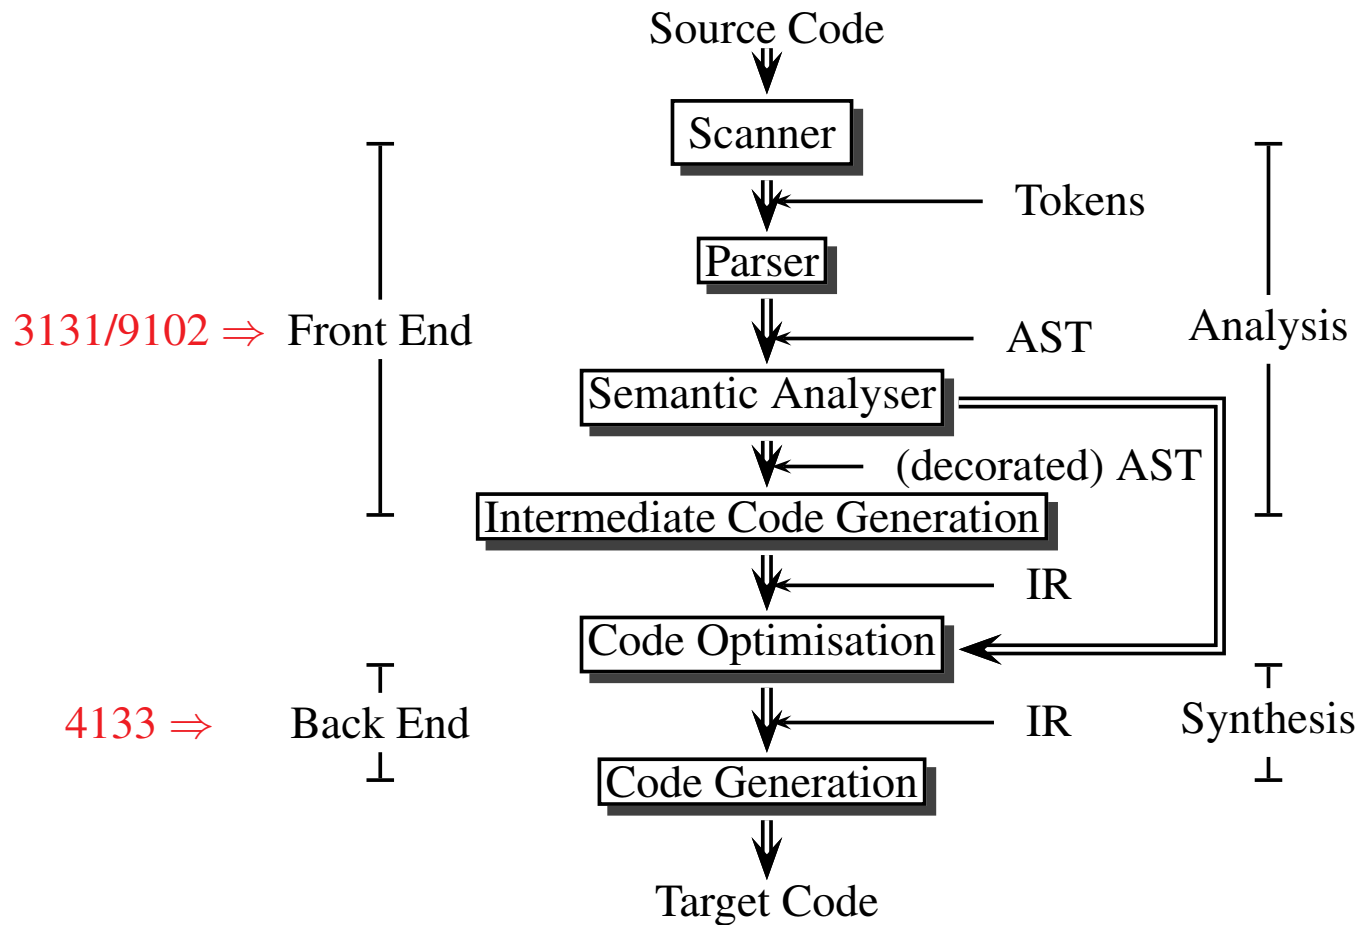 Source Code
Scanner
Tokens
Parser
3131/9102 ⇒ Front End
AST
Analysis
Semantic Analyser
(decorated) AST
Intermediate Code Generation
IR
Code Optimisation
4133 ⇒ Back End
IR
Synthesis
Code Generation
Target Code